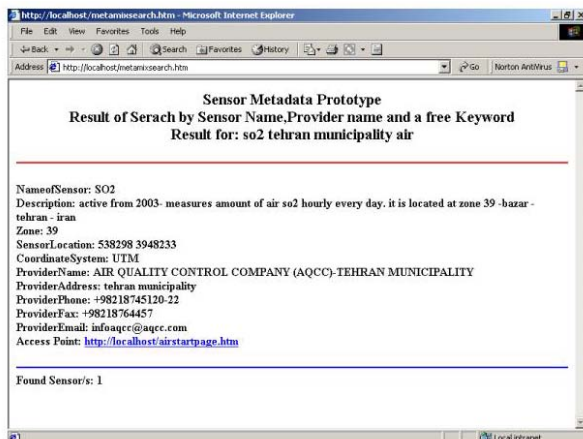 http://localhost/metamixsearch.htm - Microsoft Internet Explorer
File Edit View Favorites Tools Help
Back Search Favorites History
Address http://localhost/metamixsearch.htm Go Norton AntiVirus
Sensor Metadata Prototype
Result of Serach by Sensor Name,Provider name and a free Keyword
Result for: so2 tehran municipality air
NameofSensor: SO2
Description: active from 2003- measures amount of air so2 hourly every day. it is located at zone 39 -bazar -
tehran - iran
Zone: 39
SensorLocation: 538298 3948233
CoordinateSystem: UTM
ProviderName: AIR QUALITY CONTROL COMPANY (AQCC)-TEHRAN MUNICIPALITY
ProviderAddress: tehran municipality
ProviderPhone: +98218745120-22
ProviderFax: +98218764457
ProviderEmail: infoaqcc@aqcc.com
Access Point: http://localhost/airstartpage.htm
Found Sensor/s: 1
Local intranet